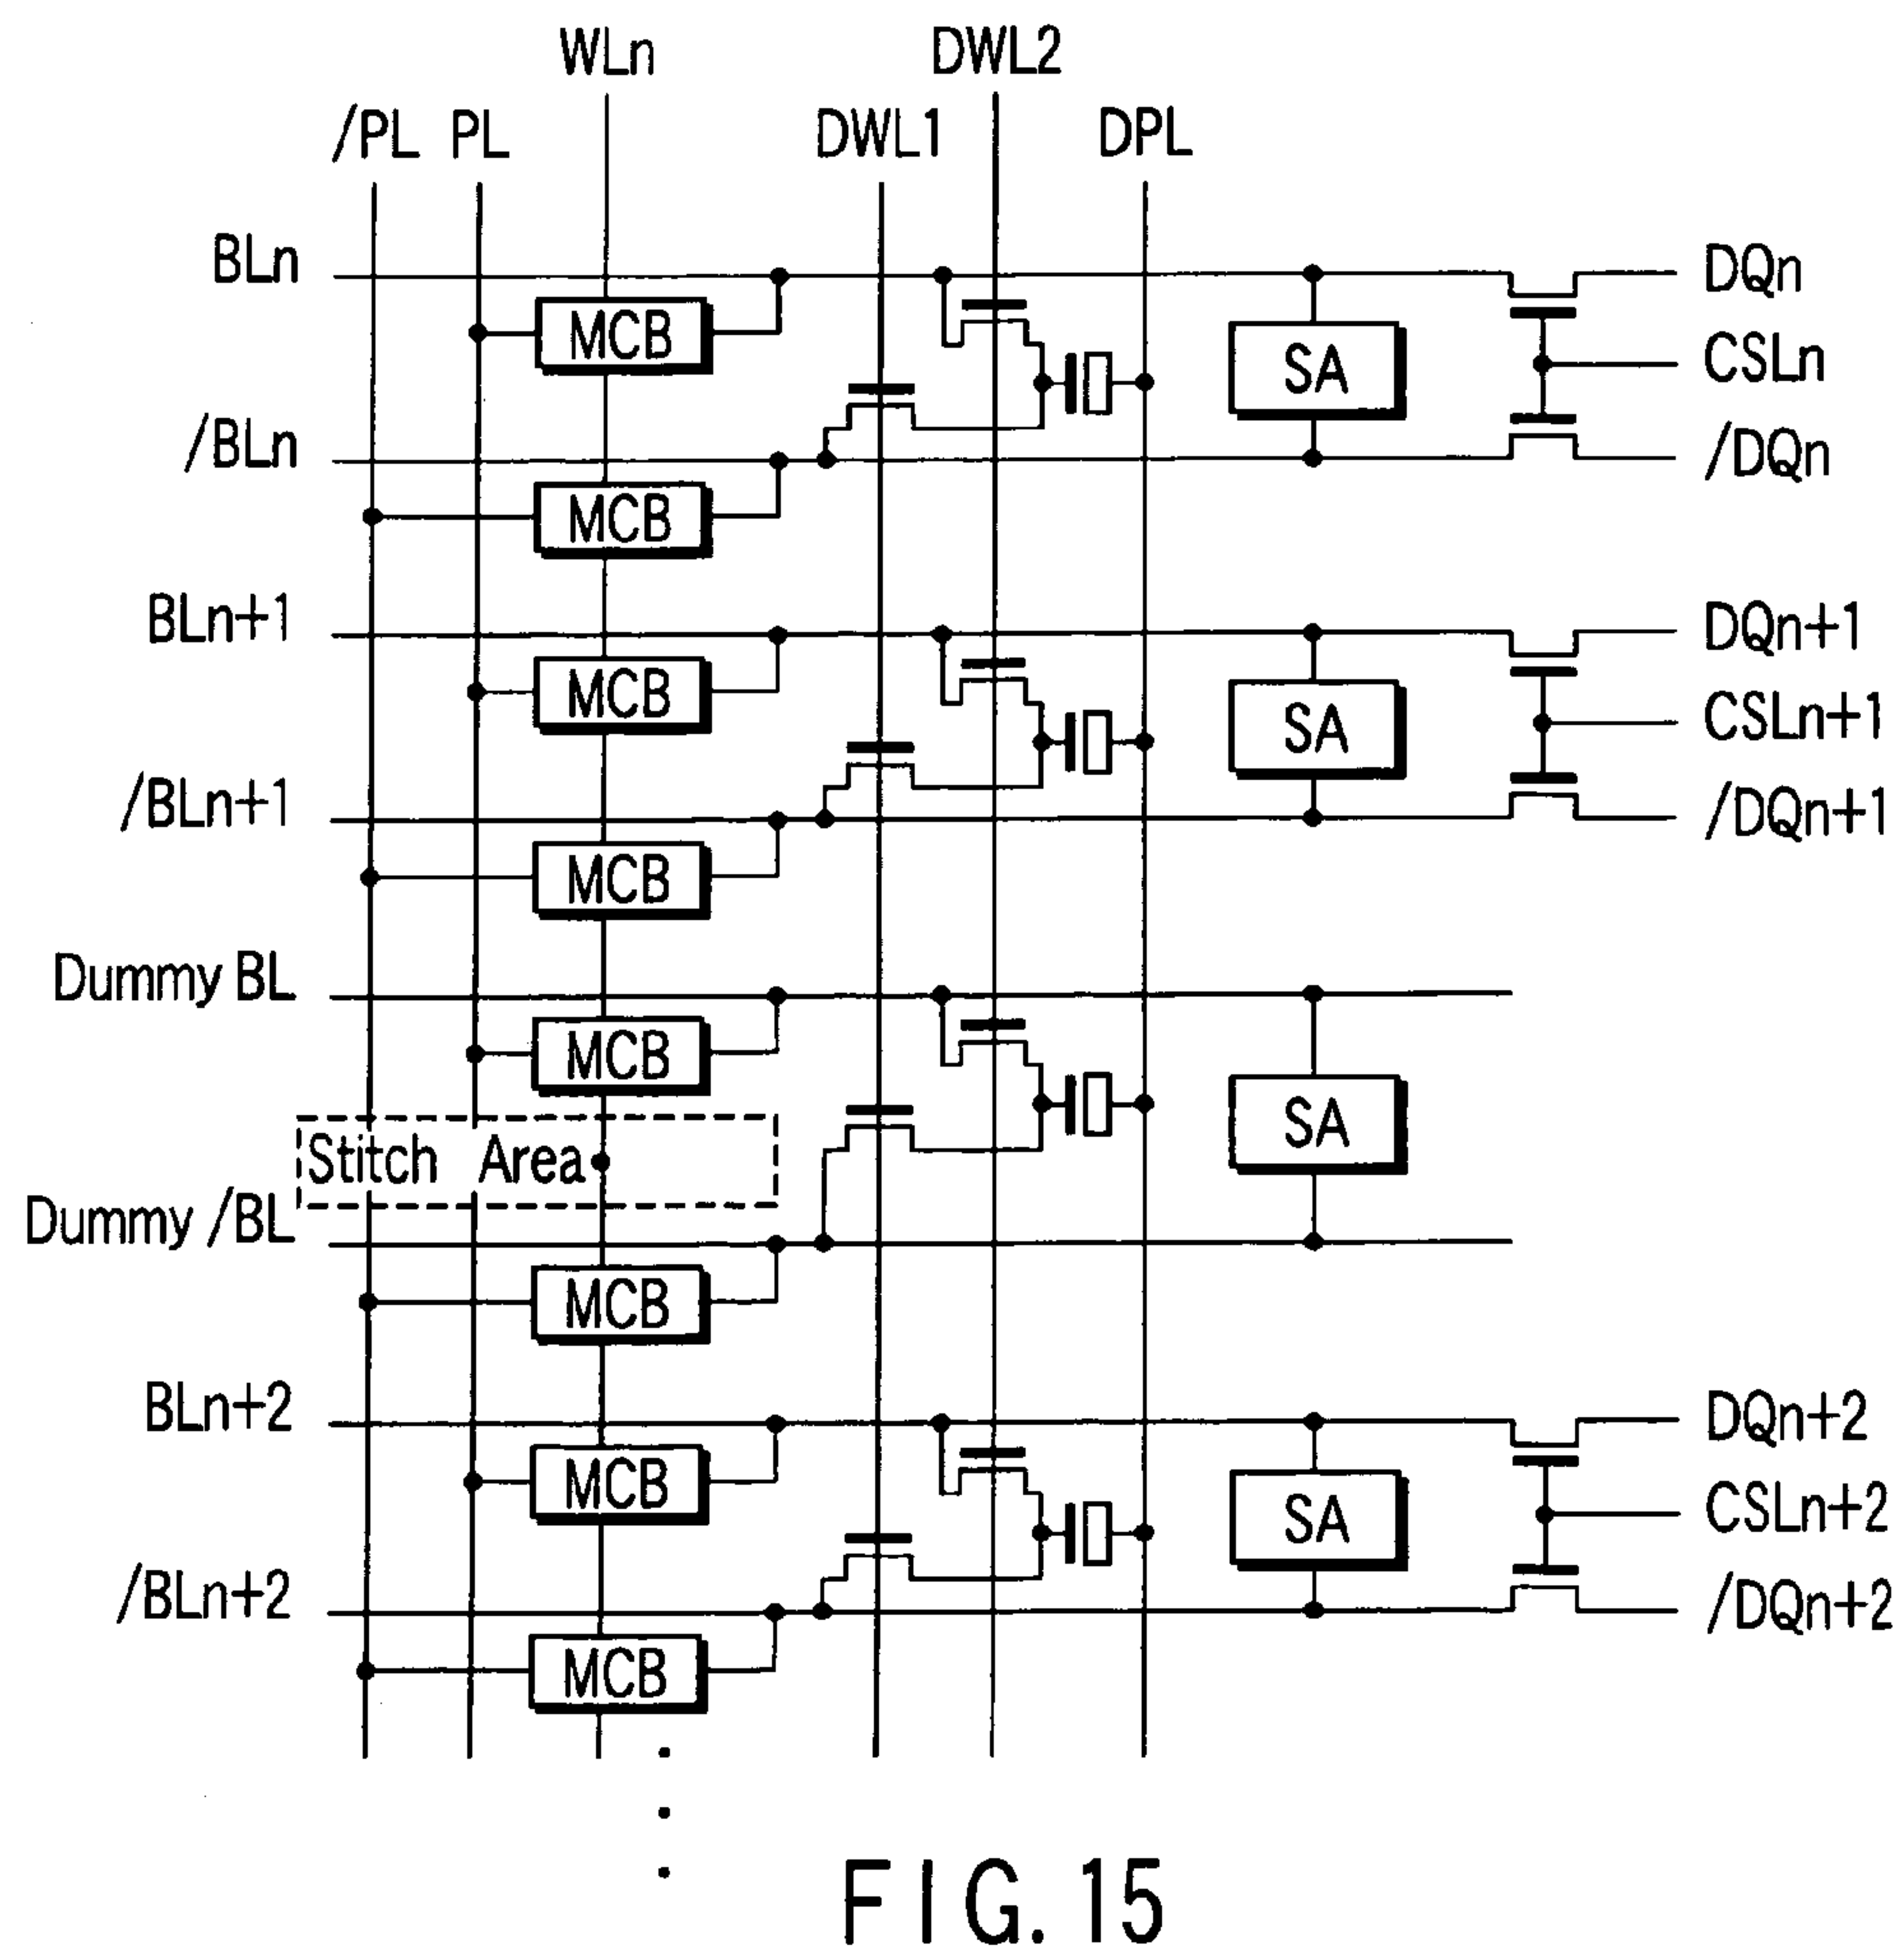 WLn DWL2
/PL PL DWL1 DPL
BLn DQn
MCB SA CSLn
/BLn /DQn
MCB
BLn+1 DQn+1
MCB SA CSLn+1
/BLn+1 /DQn+1
MCB
Dummy BL
MCB
SA
Stitch Area
Dummy /BL
MCB
BLn+2 DQn+2
MCB SA CSLn+2
/BLn+2 /DQn+2
MCB
FIG. 15